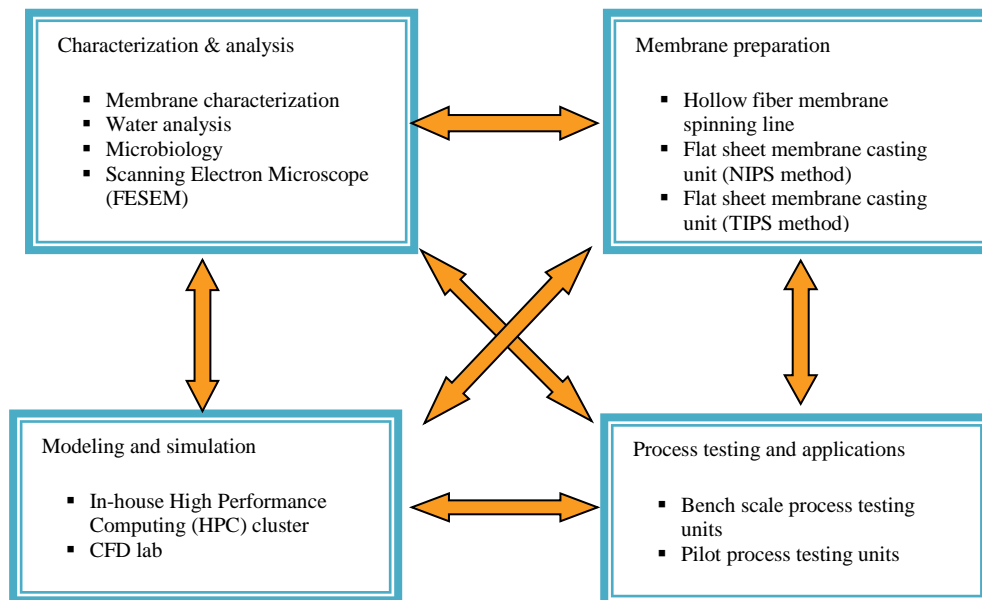 Characterization & analysis
▪ Membrane characterization
▪ Water analysis
▪ Microbiology
▪ Scanning Electron Microscope
(FESEM)
Membrane preparation
▪ Hollow fiber membrane
spinning line
▪ Flat sheet membrane casting
unit (NIPS method)
▪ Flat sheet membrane casting
unit (TIPS method)
Modeling and simulation
▪ In-house High Performance
Computing (HPC) cluster
▪ CFD lab
Process testing and applications
▪ Bench scale process testing
units
▪ Pilot process testing units